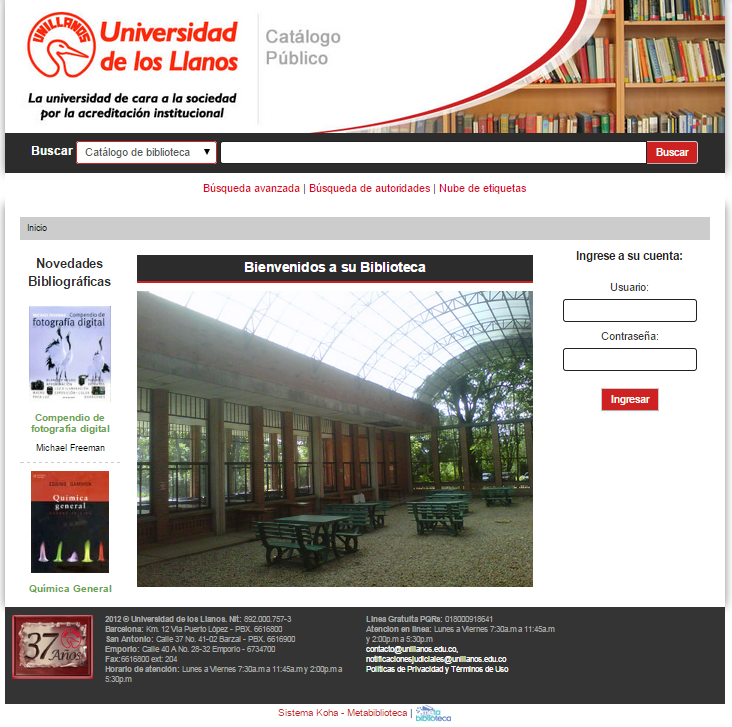 UNILLANOS
Universidad
de los Llanos
Catálogo
Público
La universidad de cara a la sociedad
por la acreditación institucional
Buscar
Catálogo de biblioteca
Buscar
Búsqueda avanzada | Búsqueda de autoridades | Nube de etiquetas
Inicio
Novedades
Bibliográficas
Compendio de
fotografía digital
Compendio de
fotografía digital
Michael Freeman
Química
general
Química General
Bienvenidos a su Biblioteca
Ingrese a su cuenta:
Usuario:
Contraseña:
Ingresar
37
Años
2012 © Universidad de los Llanos. Nit: 892.000.757-3
Barcelona: Km. 12 Vía Puerto López - PBX. 6616800
San Antonio: Calle 37 No. 41-02 Barzal - PBX. 6616900
Emporio: Calle 40 A No. 28-32 Emporio - 6734700
Fax:6616800 ext: 204
Horario de atención: Lunes a Viernes 7:30a.m a 11:45a.m y 2:00p.m a
5:30p.m
Linea Gratuita PQRs: 018000918641
Atencion en linea: Lunes a Viernes 7:30a.m a 11:45a.m
y 2:00p.m a 5:30p.m
contacto@unillanos.edu.co,
notificacionesjudiciales@unillanos.edu.co
Políticas de Privacidad y Términos de Uso
Sistema Koha - Metabiblioteca |
meta
biblioteca